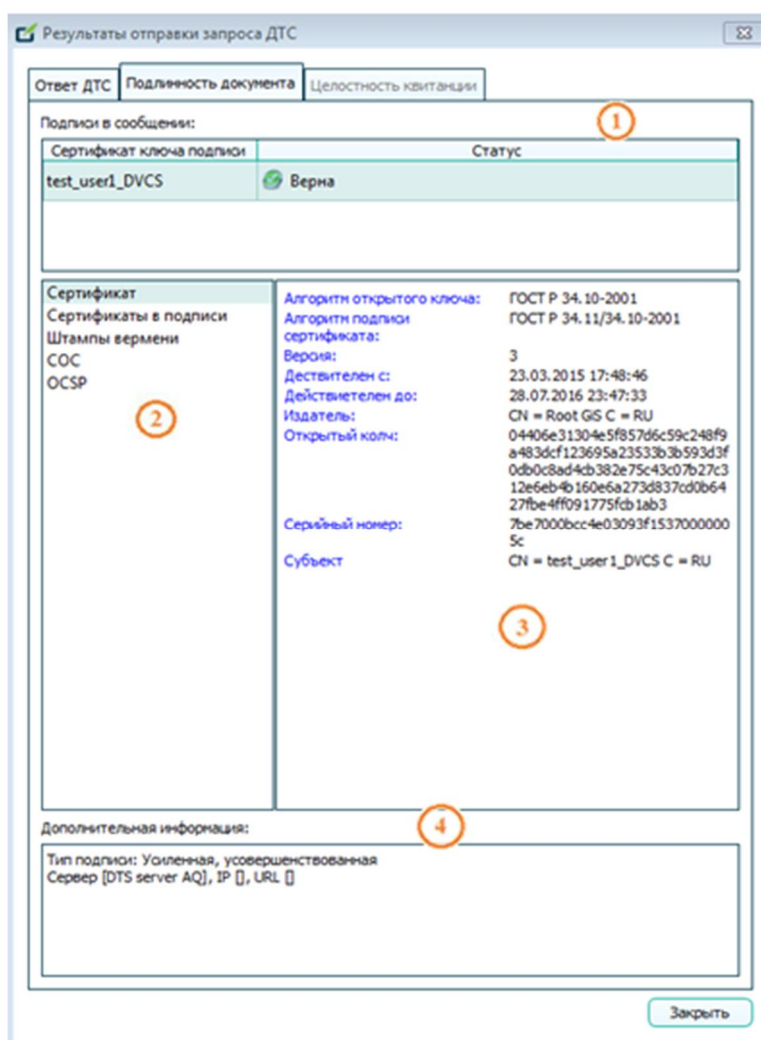 Результаты отправки запроса ДТС
Ответ ДТС Подлинность документа Целостность квитанции
Подписи в сообщении:
1
Сертификат ключа подписи Статус
test_user1_DVCS Верна
Сертификат
Сертификаты в подписи
Штампы вермени
СОС
OCSP
2
Алгоритм открытого ключа: ГОСТ Р 34.10-2001
Алгоритм подписи ГОСТ Р 34.11/34.10-2001
сертификата:
Версия: 3
Дествителен с: 23.03.2015 17:48:46
Действиетелен до: 28.07.2016 23:47:33
Издатель: CN = Root GiS C = RU
Открытый колч: 04406e31304e5f857d6c59c248f9
a483dcf123695a23533b3b593d3f
0db0c8ad4cb382e75c43c07b27c3
12e6eb4b160e6a273d837cd0b64
27fbe4ff091775fcb1ab3
Серийный номер: 7be7000bcc4e03093f1537000000
5c
Субъект CN = test_user1_DVCS C = RU
3
Дополнительная информация:
4
Тип подписи: Усиленная, усовершенствованная
Сервер [DTS server AQ], IP [], URL []
Закрыть